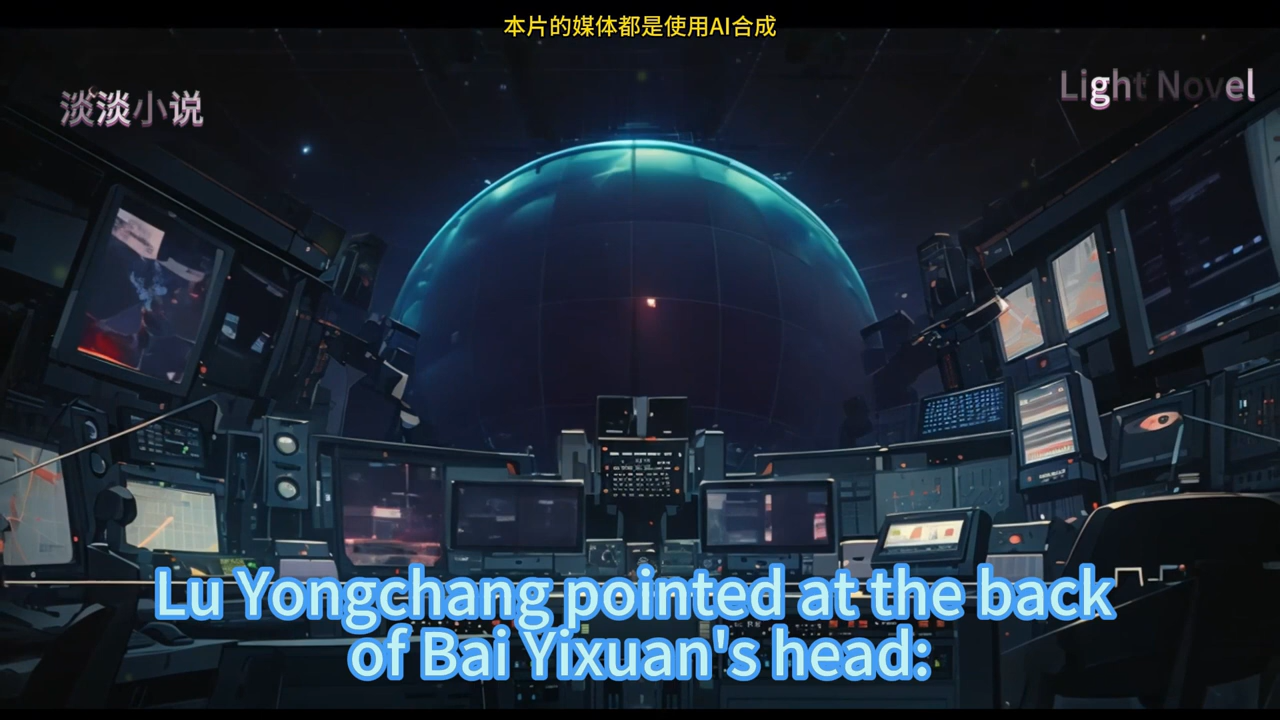 本片的媒体都是使用AI合成
淡淡小说
Light Novel
Lu Yongchang pointed at the back
of Bai Yixuan's head: